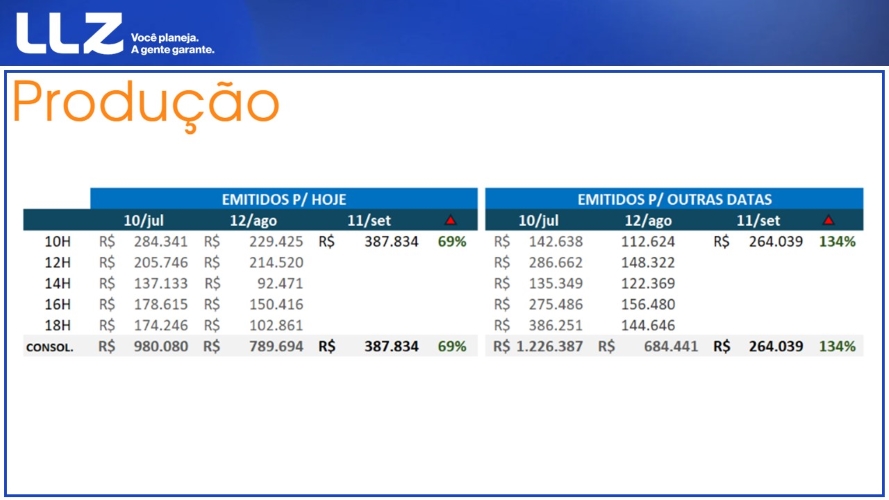 LLZ Você planeja.
A gente garante.
Produção
EMITIDOS P/ HOJE EMITIDOS P/ OUTRAS DATAS
10/jul 12/ago 11/set 10/jul 12/ago 11/set
10H R$ 284.341 R$ 229.425 R$ 387.834 69% R$ 142.638 112.624 R$ 264.039 134%
12H R$ 205.746 R$ 214.520 R$ 286.662 148.322
14H R$ 137.133 R$ 92.471 R$ 135.349 122.369
16H R$ 178.615 R$ 150.416 R$ 275.486 156.480
18H R$ 174.246 R$ 102.861 R$ 386.251 144.646
CONSOL. R$ 980.080 R$ 789.694 R$ 387.834 69% R$ 1.226.387 R$ 684.441 R$ 264.039 134%